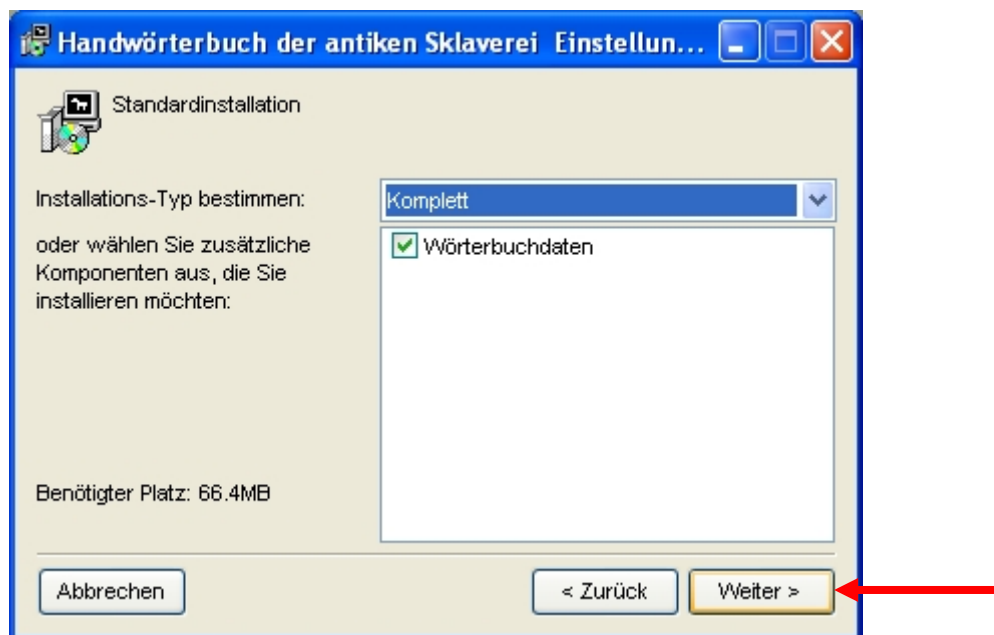 Handwörterbuch der antiken Sklaverei Einstellun...
Standardinstallation
Installations-Typ bestimmen:
Komplett
oder wählen Sie zusätzliche
Komponenten aus, die Sie
installieren möchten:
Wörterbuchdaten
Benötigter Platz: 66.4MB
Abbrechen
< Zurück
Weiter >